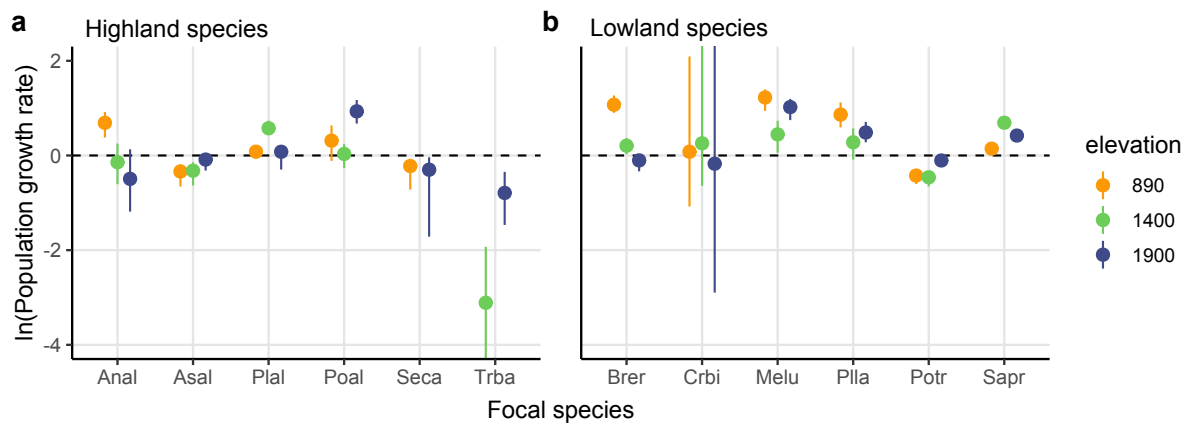 a
Highland species
b
Lowland species
ln(Population growth rate)
2
0
-2
-4
Anal
Asal
Plal
Poal
Seca
Trba
Brer
Crbi
Melu
Plla
Potr
Sapr
Focal species
elevation
890
1400
1900